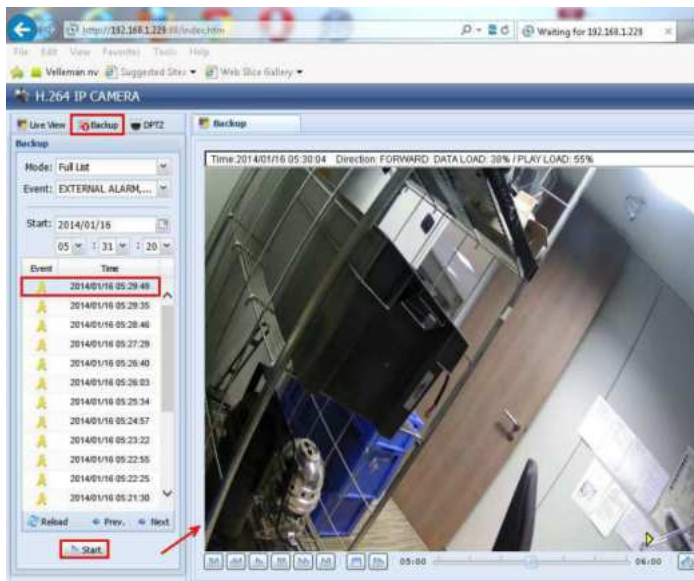 http://192.168.1.229:88/index.htm
Waiting for 192.168.1.229
File Edit View Favorites Tools Help
Velleman nv Suggested Sites Web Slice Gallery
H.264 IP CAMERA
Live View Backup DPTZ Backup
Backup
Mode: Full List
Event: EXTERNAL ALARM,...
Time:2014/01/16 05:30:04 Direction: FORWARD DATA LOAD: 38% / PLAY LOAD: 55%
Start: 2014/01/16
05 : 31 : 20
Event Time
2014/01/16 05:29:49
2014/01/16 05:29:35
2014/01/16 05:28:46
2014/01/16 05:27:29
2014/01/16 05:26:40
2014/01/16 05:26:03
2014/01/16 05:25:34
2014/01/16 05:24:57
2014/01/16 05:23:22
2014/01/16 05:22:55
2014/01/16 05:22:25
2014/01/16 05:21:30
Reload Prev. Next
Start
05:00 06:00